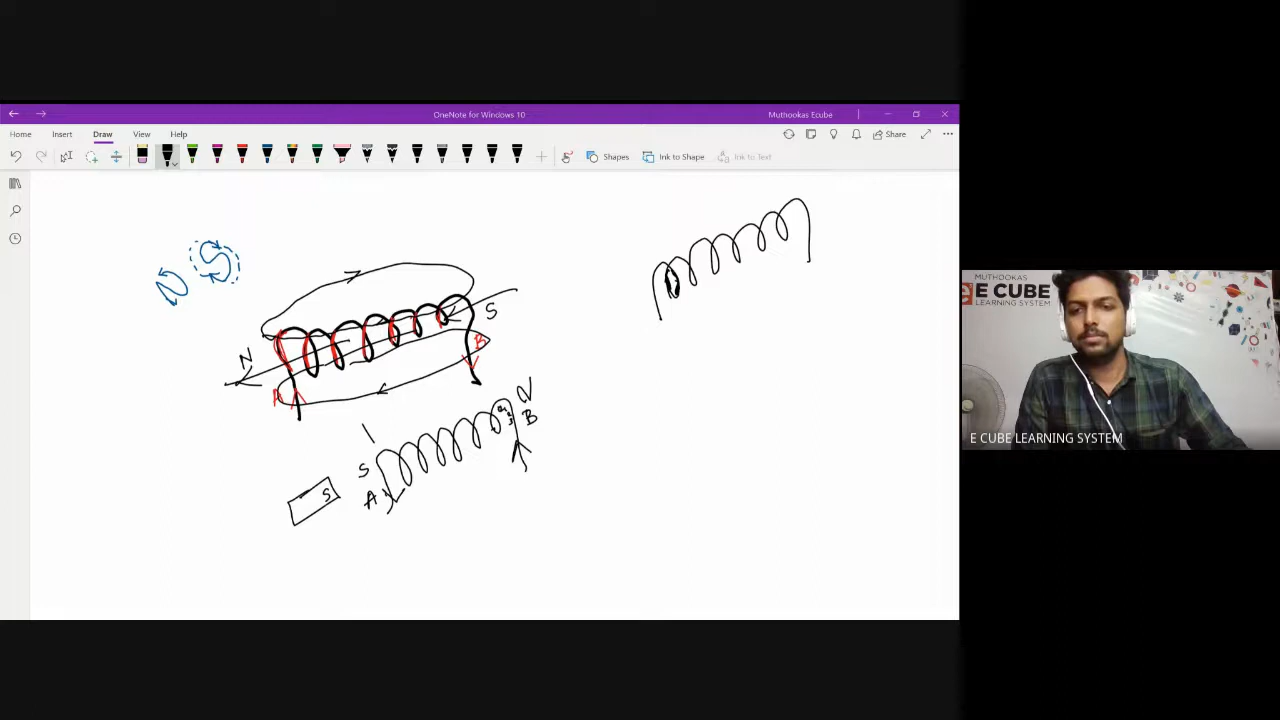 OneNote for Windows 10
Muthookas Ecube
Home Insert Draw View Help
Share
Shapes
Ink to Shape
Ink to Text
N S
N
S
B
A
N
B
S
A
S
MUTHOOKAS
E CUBE
LEARNING SYSTEM
E CUBE LEARNING SYSTEM